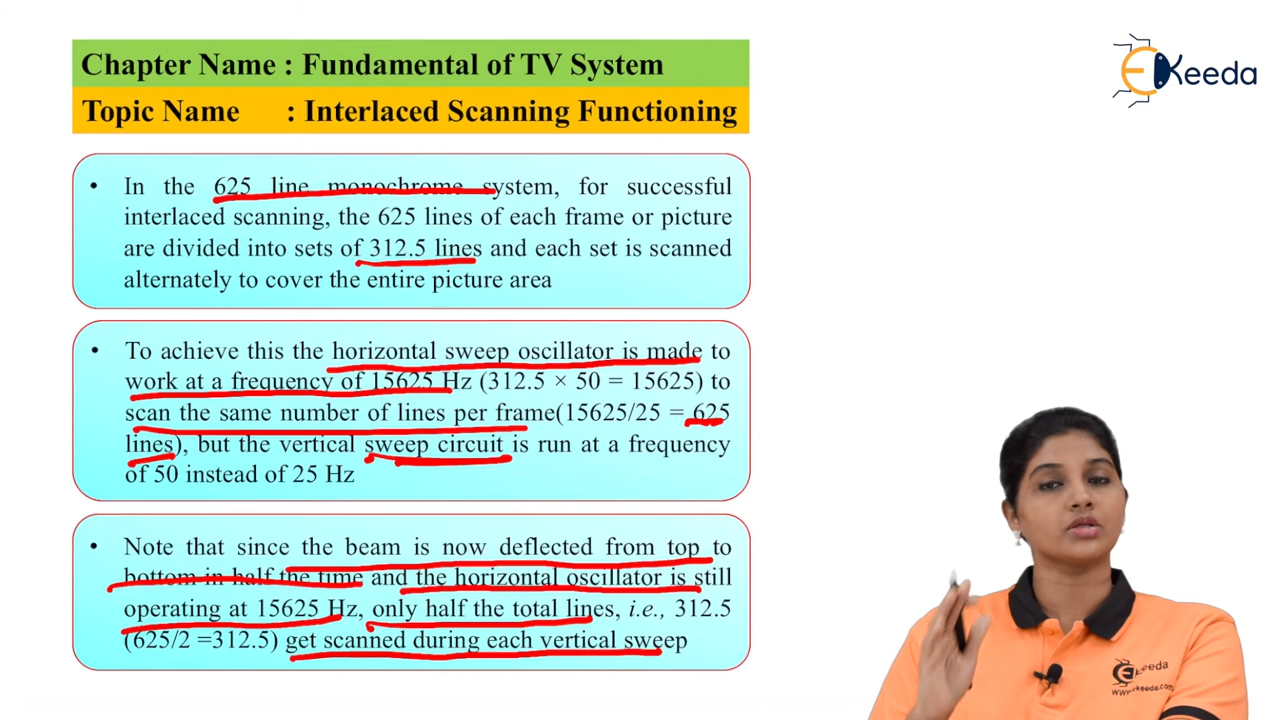 Chapter Name : Fundamental of TV System
Topic Name : Interlaced Scanning Functioning
EKeeda
• In the 625 line monochrome system, for successful
interlaced scanning, the 625 lines of each frame or picture
are divided into sets of 312.5 lines and each set is scanned
alternately to cover the entire picture area
• To achieve this the horizontal sweep oscillator is made to
work at a frequency of 15625 Hz (312.5 × 50 = 15625) to
scan the same number of lines per frame(15625/25 = 625
lines), but the vertical sweep circuit is run at a frequency
of 50 instead of 25 Hz
• Note that since the beam is now deflected from top to
bottom in half the time and the horizontal oscillator is still
operating at 15625 Hz, only half the total lines, i.e., 312.5
(625/2 =312.5) get scanned during each vertical sweep
EKeeda
www.ekeeda.com